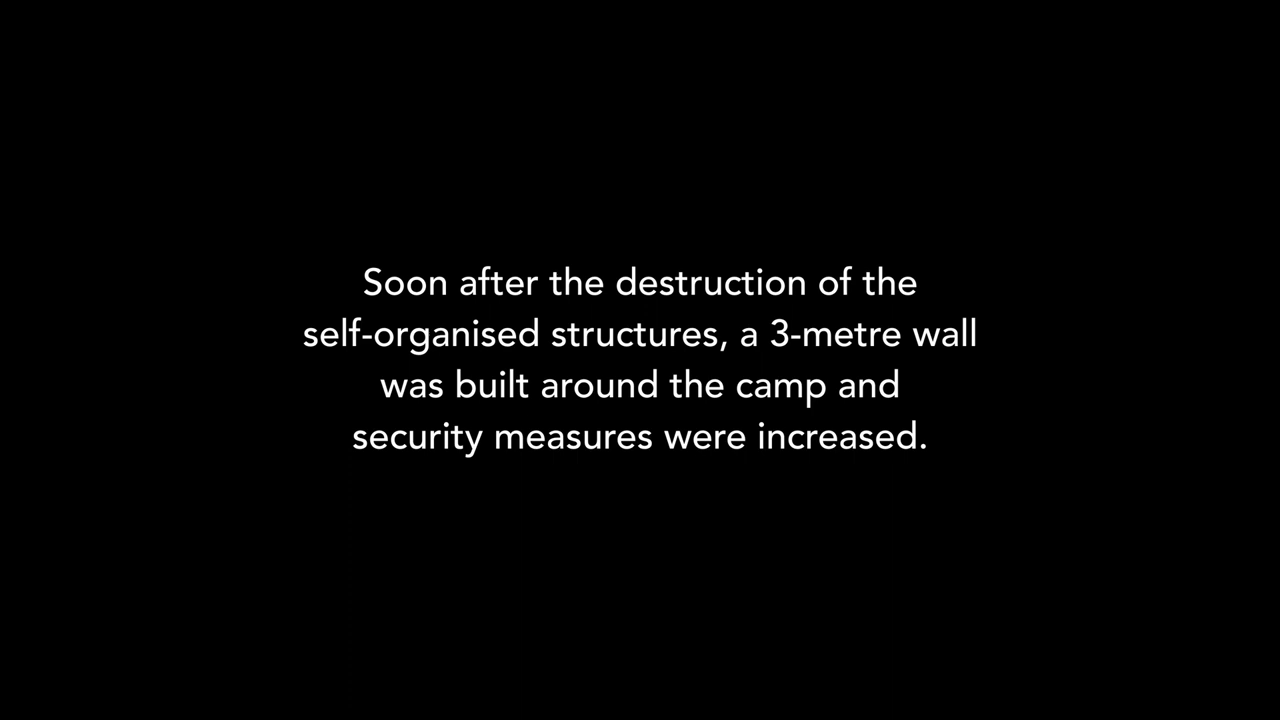 Soon after the destruction of the
self-organised structures, a 3-metre wall
was built around the camp and
security measures were increased.